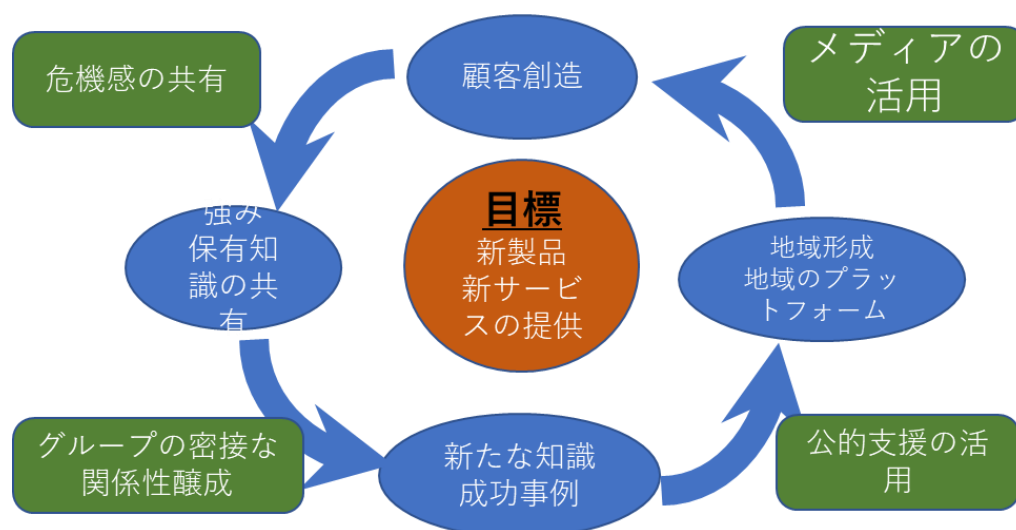 危機感の共有
顧客創造
メディアの
活用
強み
保有知
識の共
有
目標
新製品
新サービ
スの提供
地域形成
地域のプラッ
トフォーム
グループの密接な
関係性醸成
新たな知識
成功事例
公的支援の活
用